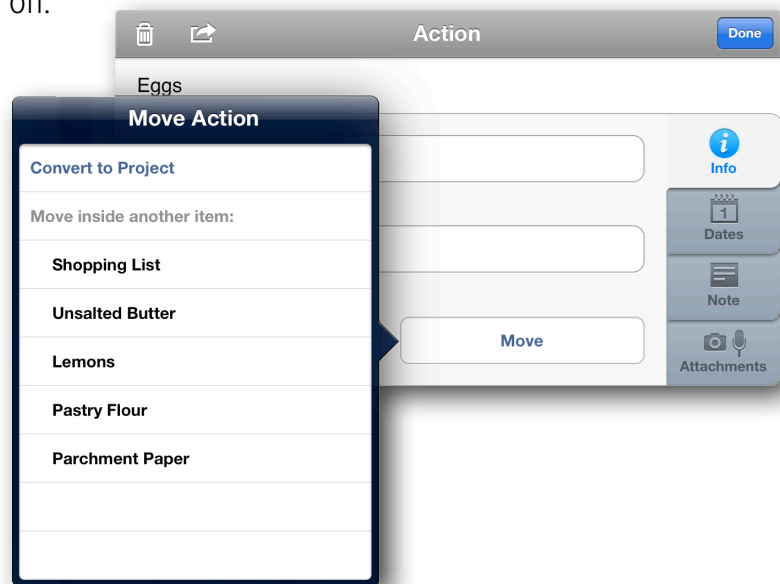 off.
Action
Done
Eggs
Move Action
Convert to Project
Move inside another item:
Shopping List
Unsalted Butter
Lemons
Pastry Flour
Parchment Paper
Move
Info
1
Dates
Note
Attachments